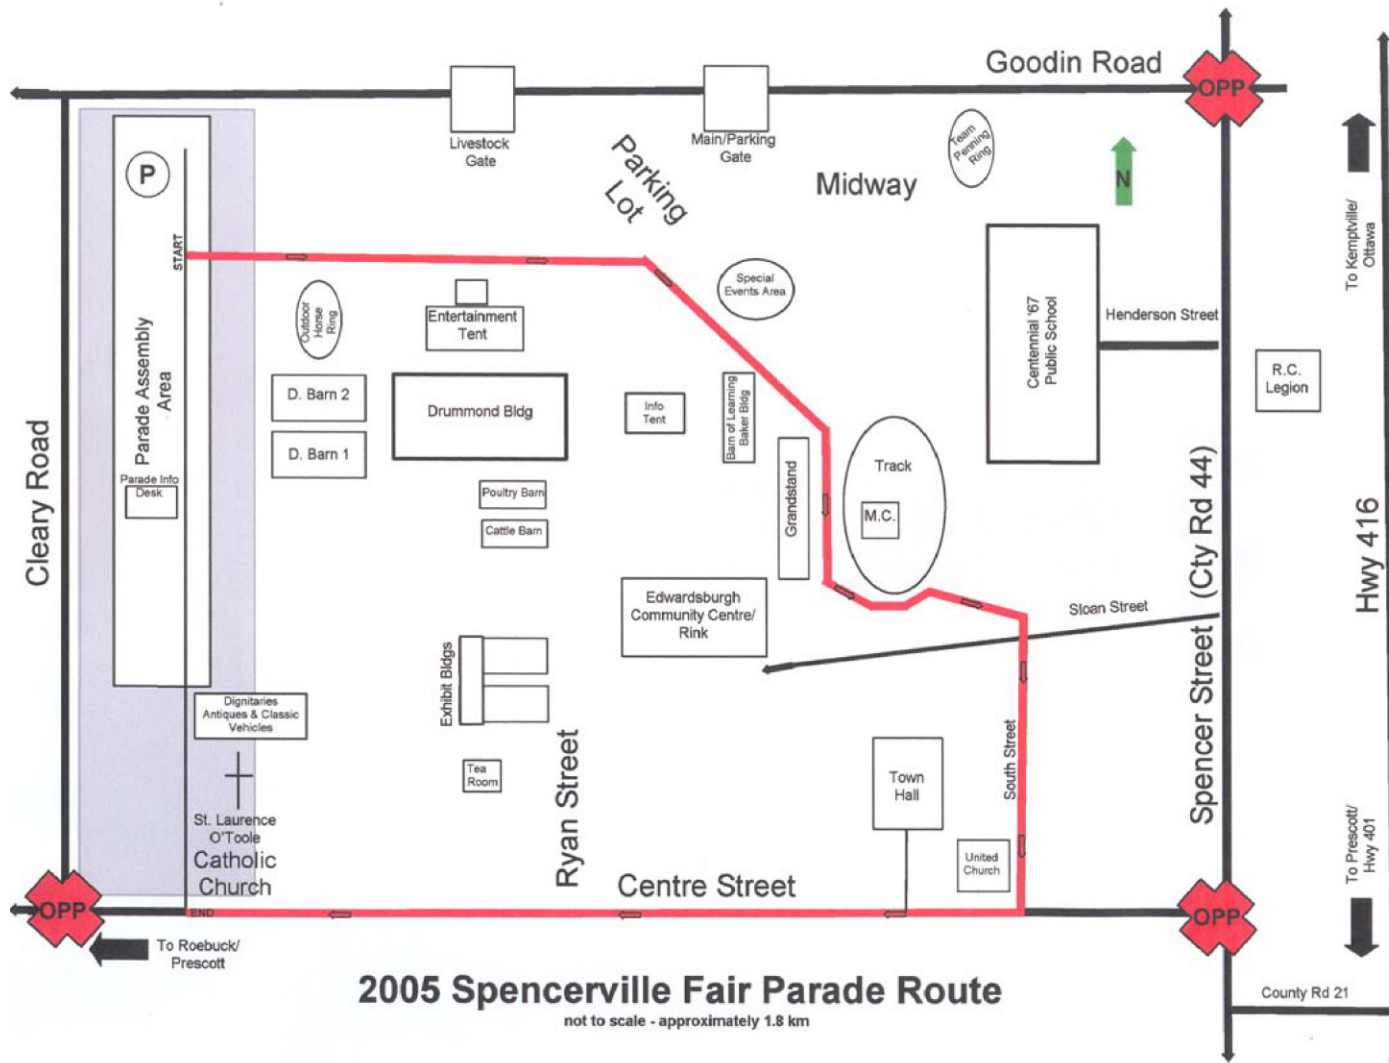 Goodin Road
OPP
Livestock
Gate
Main/Parking
Gate
Team
Penning
Ring
N
P
Parking
Lot
Midway
To Kemptville/
Ottawa
START
Special
Events Area
Outdoor
Horse
Ring
Entertainment
Tent
Centennial '67
Public School
Henderson Street
R.C.
Legion
Parade Assembly
Area
D. Barn 2
Drummond Bldg
Info
Tent
Barn of Learning
Baker Bldg
D. Barn 1
Track
Cleary Road
Parade Info
Desk
Poultry Barn
Grandstand
M.C.
Cattle Barn
Spencer Street (Cty Rd 44)
Hwy 416
Edwardsburgh
Community Centre/
Rink
Sloan Street
Exhibit Bldgs
Dignitaries
Antiques & Classic
Vehicles
Ryan Street
South Street
Tea
Room
Town
Hall
St. Laurence
O'Toole
Catholic
Church
Centre Street
United
Church
To Prescott/
Hwy 401
OPP
END
OPP
To Roebuck/
Prescott
2005 Spencerville Fair Parade Route
not to scale - approximately 1.8 km
County Rd 21